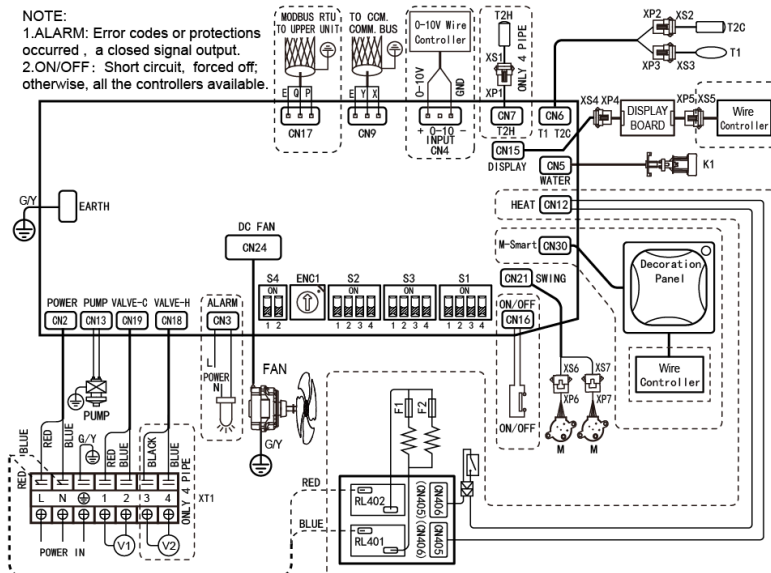 NOTE:
1.ALARM: Error codes or protections
occurred , a closed signal output.
2.ON/OFF: Short circuit, forced off;
otherwise, all the controllers available.
MODBUS RTU
TO UPPER UNIT
E Q P
CN17
TO CCM.
COMM. BUS
E Y X
CN9
0-10V Wire
Controller
0-10V
GND
+ 0-10 -
INPUT
CN4
T2H
XS1
XP1
ONLY 4 PIPE
CN7
T2H
CN6
T1 T2C
XP2 XS2
T2C
XP3 XS3
T1
CN15
DISPLAY
XS4 XP4
DISPLAY
BOARD
XP5 XS5
Wire
Controller
CN5
WATER
K1
HEAT CN12
M-Smart CN30
Decoration
Panel
Wire
Controller
CN21 SWING
XS6
XP6
M
XS7
XP7
M
G/Y
EARTH
DC FAN
CN24
S4
ON
1 2
ENC1
S2
ON
1 2 3 4
S3
ON
1 2 3 4
S1
ON
1 2 3 4
ON/OFF
CN16
ON/OFF
POWER
CN2
PUMP
CN13
VALVE-C
CN19
VALVE-H
CN18
ALARM
CN3
L
POWER
N
FAN
G/Y
PUMP
RED
BLUE
RED
BLUE
G/Y
RED
BLUE
BLACK
BLUE
ONLY 4 PIPE
L N 1 2 3 4
XT1
POWER IN
V1
V2
F1
F2
RED
RL402
BLUE
RL401
CN406
(CN405)
CN405
(CN406)